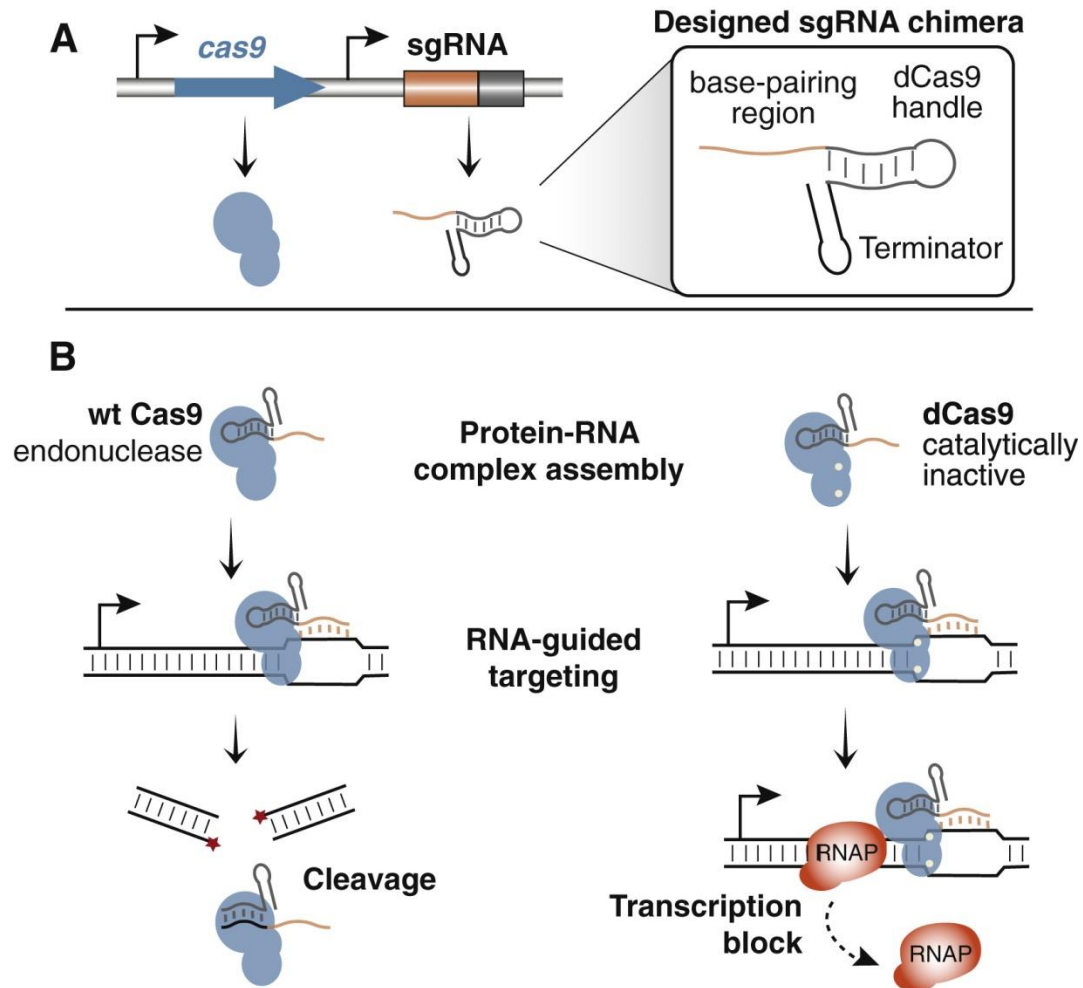 A
cas9
sgRNA
Designed sgRNA chimera
base-pairing
region
dCas9
handle
Terminator
B
wt Cas9
endonuclease
Protein-RNA
complex assembly
dCas9
catalytically
inactive
RNA-guided
targeting
Cleavage
RNAP
Transcription
block
RNAP